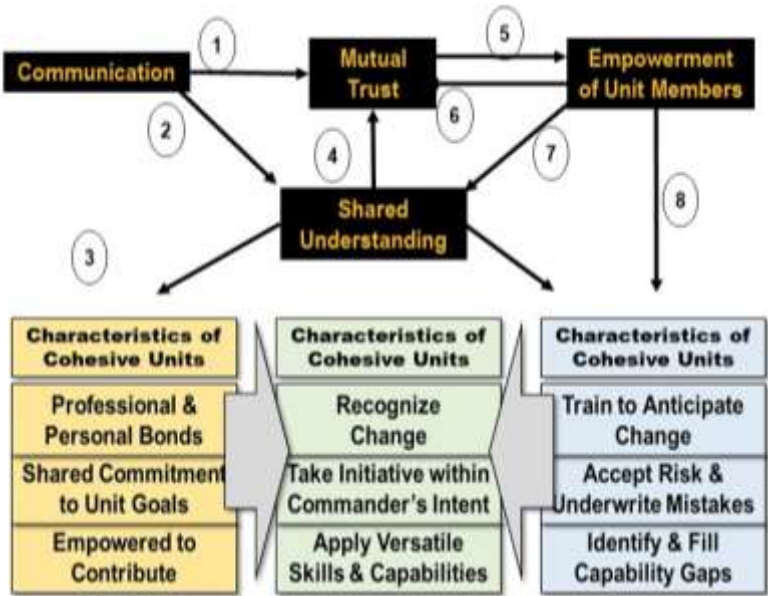 1
5
Communication
Mutual
Trust
Empowerment
of Unit Members
2
4
6
7
8
Shared
Understanding
3
Characteristics of
Cohesive Units
Professional &
Personal Bonds
Shared Commitment
to Unit Goals
Empowered to
Contribute
Characteristics of
Cohesive Units
Recognize
Change
Take Initiative within
Commander's Intent
Apply Versatile
Skills & Capabilities
Characteristics of
Cohesive Units
Train to Anticipate
Change
Accept Risk &
Underwrite Mistakes
Identify & Fill
Capability Gaps